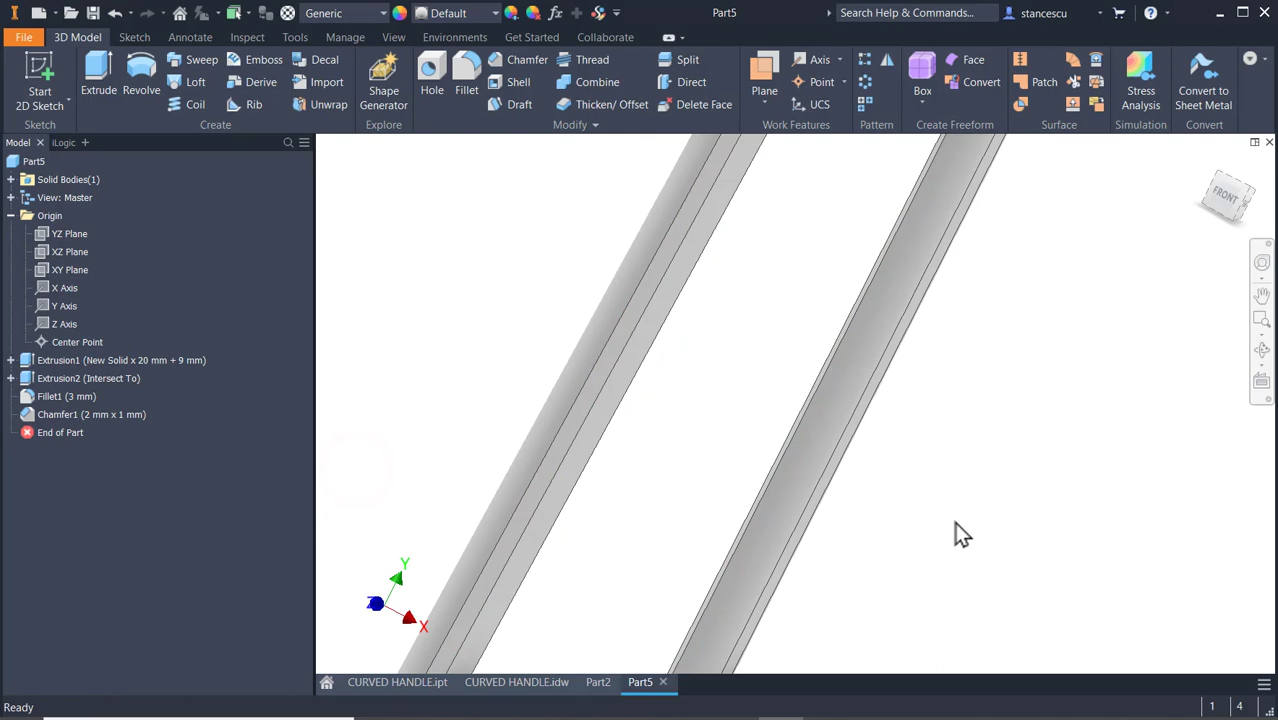 Generic
Default
Part5
Search Help & Commands...
stancescu
File
3D Model
Sketch
Annotate
Inspect
Tools
Manage
View
Environments
Get Started
Collaborate
Start
2D Sketch
Sketch
Extrude
Revolve
Sweep
Loft
Coil
Emboss
Derive
Rib
Decal
Import
Unwrap
Create
Shape
Generator
Explore
Hole
Fillet
Chamfer
Shell
Draft
Thread
Combine
Thicken/ Offset
Split
Direct
Delete Face
Modify
Plane
Axis
Point
UCS
Work Features
Pattern
Box
Face
Convert
Create Freeform
Patch
Surface
Stress
Analysis
Simulation
Convert to
Sheet Metal
Convert
Model
iLogic
Part5
Solid Bodies(1)
View: Master
Origin
YZ Plane
XZ Plane
XY Plane
X Axis
Y Axis
Z Axis
Center Point
Extrusion1 (New Solid x 20 mm + 9 mm)
Extrusion2 (Intersect To)
Fillet1 (3 mm)
Chamfer1 (2 mm x 1 mm)
End of Part
FRONT
Y
Z
X
CURVED HANDLE.ipt
CURVED HANDLE.idw
Part2
Part5
Ready
1
4